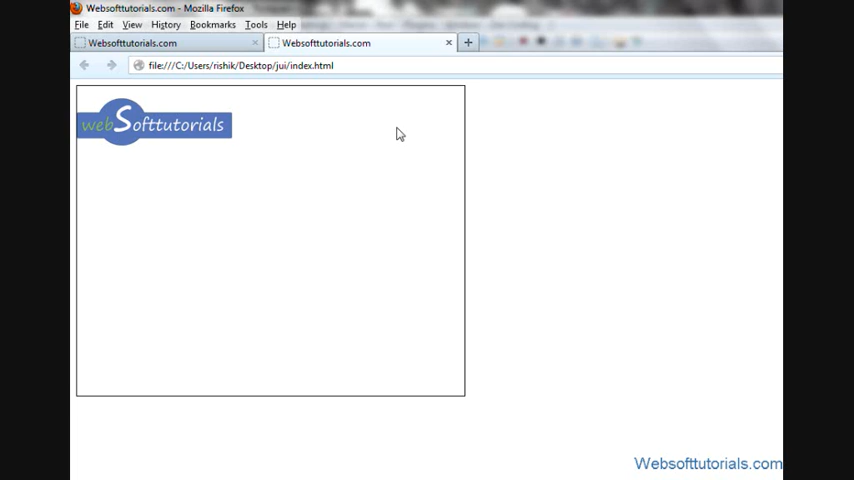 Websofttutorials.com - Mozilla Firefox
File Edit View History Bookmarks Tools Help
Websofttutorials.com Websofttutorials.com
file:///C:/Users/rishik/Desktop/jui/index.html
webSofttutorials
Websofttutorials.com